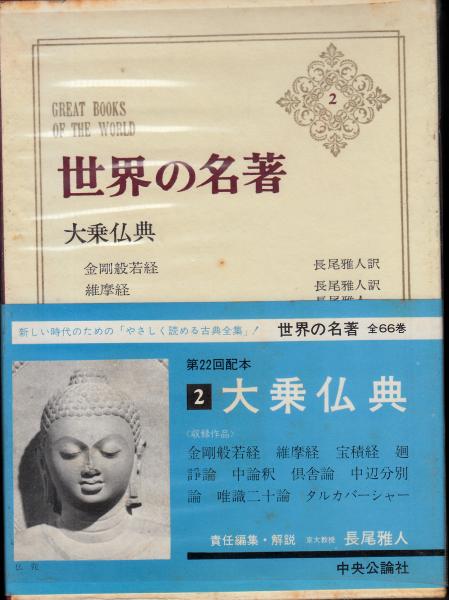 GREAT BOOKS
OF THE WORLD
2
世界の名著
大乗仏典
金剛般若経 長尾雅人訳
維摩経 長尾雅人訳
新しい時代のための「やさしく読める古典全集」! 世界の名著 全66巻
第22回配本
2 大乗仏典
〈収録作品〉
金剛般若経 維摩経 宝積経 廻
諍論 中論釈 倶舎論 中辺分別
論 唯識二十論 タルカバーシャー
責任編集・解説 京大教授 長尾雅人
中央公論社